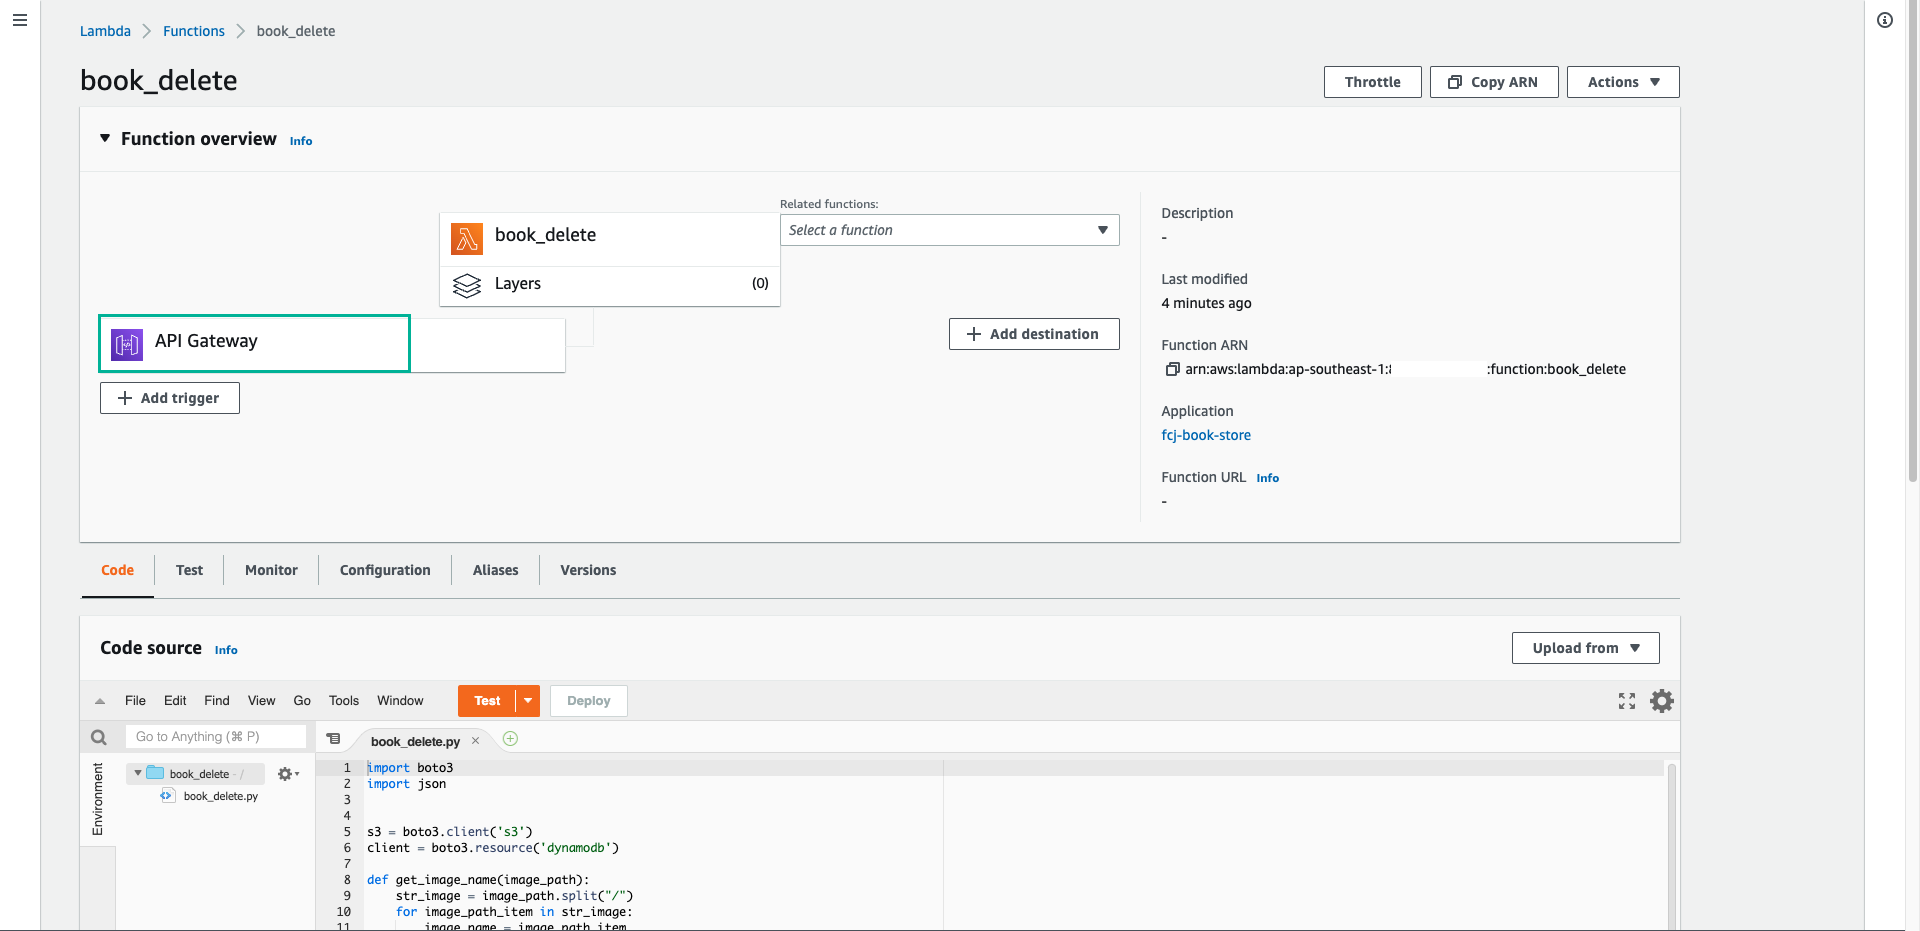 Lambda Functions book_delete
book_delete
Throttle
Copy ARN
Actions
Function overview Info
Related functions:
book_delete
Select a function
Layers (0)
API Gateway
Add destination
Add trigger
Description
-
Last modified
4 minutes ago
Function ARN
arn:aws:lambda:ap-southeast-1: :function:book_delete
Application
fcj-book-store
Function URL Info
-
Code Test Monitor Configuration Aliases Versions
Code source Info
Upload from
File Edit Find View Go Tools Window Test Deploy
Go to Anything (⌘ P)
book_delete.py
Environment
book_delete - /
book_delete.py
1 import boto3
2 import json
3
4
5 s3 = boto3.client('s3')
6 client = boto3.resource('dynamodb')
7
8 def get_image_name(image_path):
9 str_image = image_path.split("/")
10 for image_path_item in str_image:
11 image_name = image_path_item